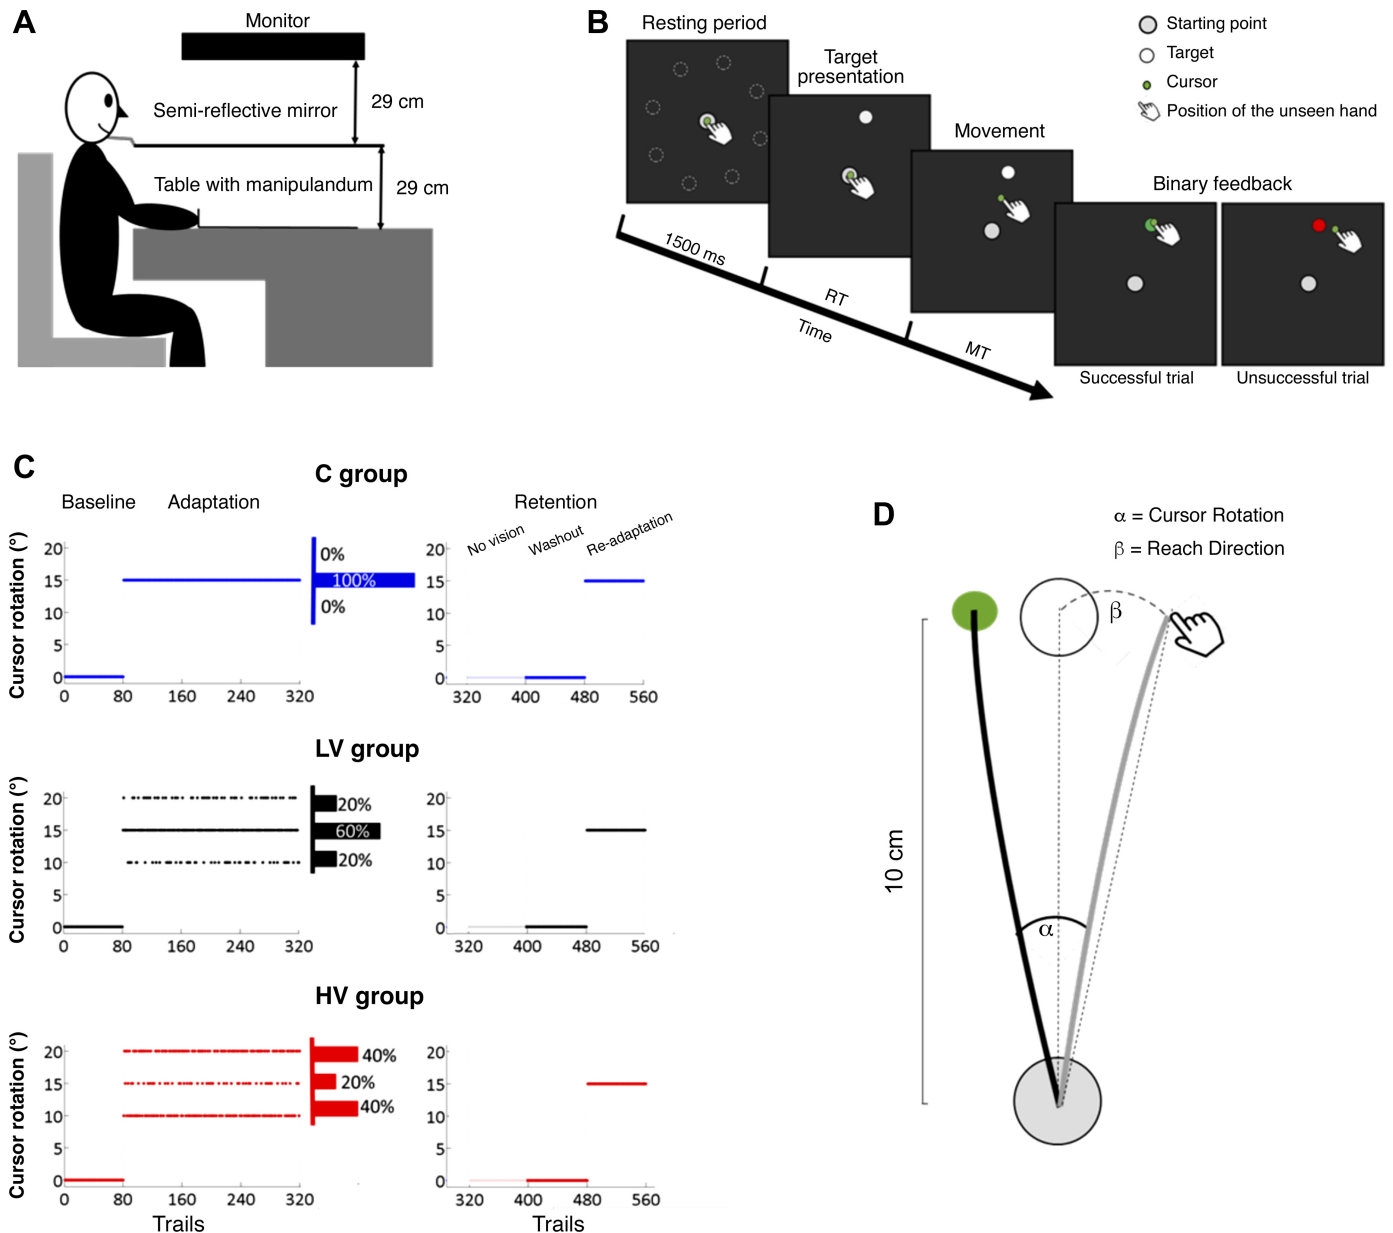 A
Monitor
29 cm
Semi-reflective mirror
Table with manipulandum
29 cm
B
Resting period
Target
presentation
Movement
Binary feedback
Starting point
Target
Cursor
Position of the unseen hand
1500 ms
RT
MT
Time
Successful trial
Unsuccessful trial
C
C group
Baseline
Adaptation
Retention
No vision
Washout
Re-adaptation
Cursor rotation (°)
20
15
10
5
0
0 80 160 240 320
0%
100%
0%
20
15
10
5
0
320 400 480 560
LV group
Cursor rotation (°)
20
15
10
5
0
0 80 160 240 320
20%
60%
20%
20
15
10
5
0
320 400 480 560
HV group
Cursor rotation (°)
20
15
10
5
0
0 80 160 240 320
Trails
40%
20%
40%
20
15
10
5
0
320 400 480 560
Trails
D
α = Cursor Rotation
β = Reach Direction
β
α
10 cm